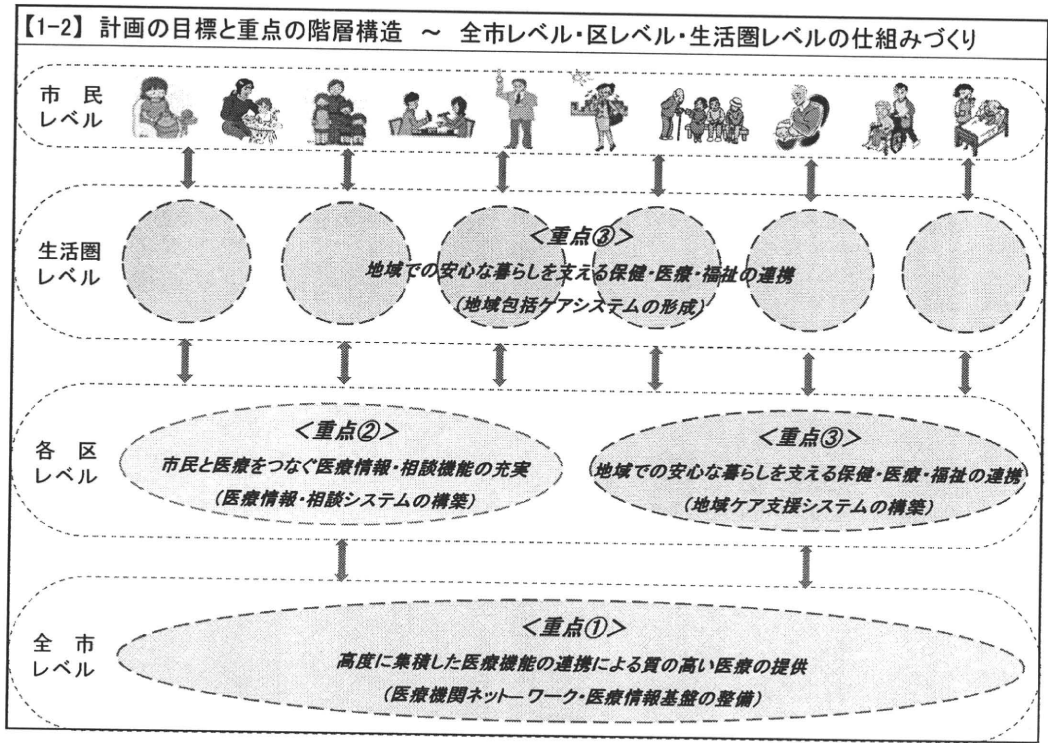 【1-2】 計画の目標と重点の階層構造 ～ 全市レベル・区レベル・生活圏レベルの仕組みづくり
市 民
レベル
生活圏
レベル
＜重点③＞
地域での安心な暮らしを支える保健・医療・福祉の連携
(地域包括ケアシステムの形成)
各 区
レベル
＜重点②＞
市民と医療をつなぐ医療情報・相談機能の充実
(医療情報・相談システムの構築)
＜重点③＞
地域での安心な暮らしを支える保健・医療・福祉の連携
(地域ケア支援システムの構築)
全 市
レベル
＜重点①＞
高度に集積した医療機能の連携による質の高い医療の提供
(医療機関ネットーワーク・医療情報基盤の整備)